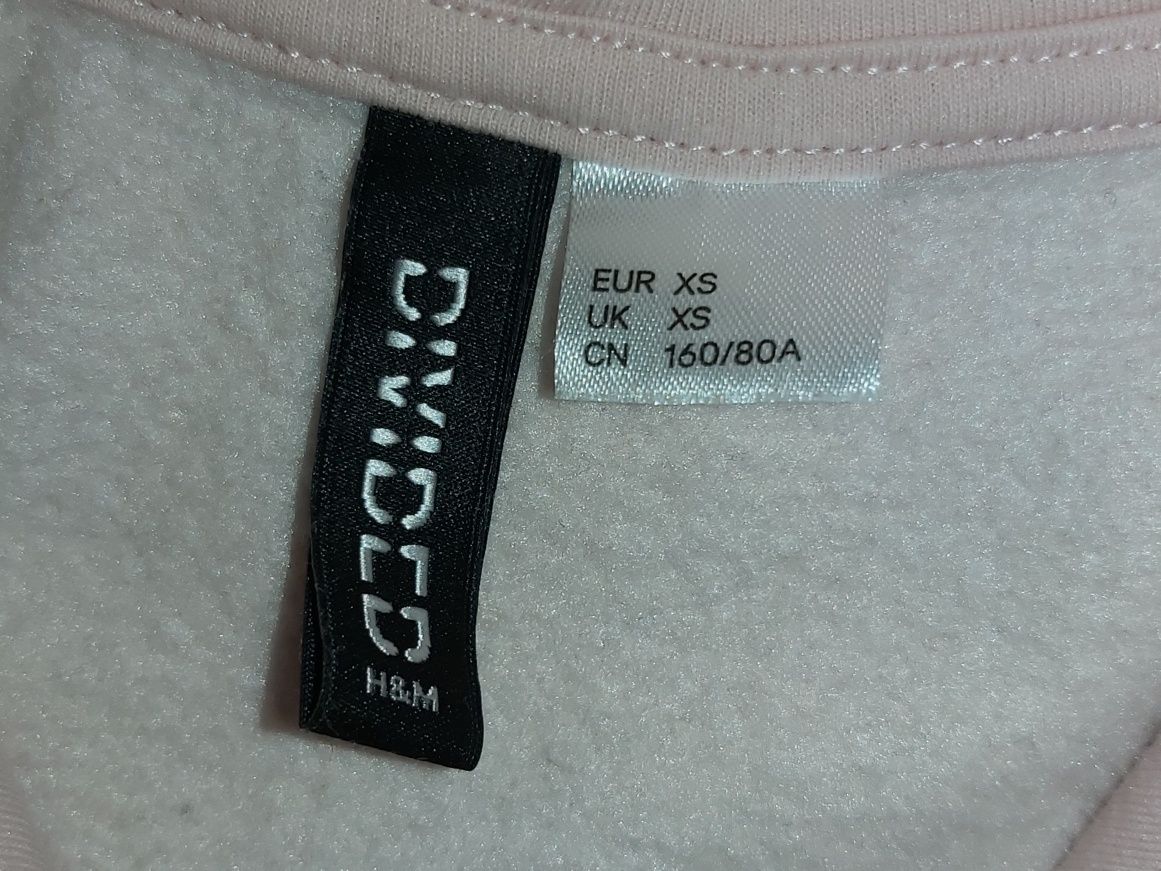 DIVIDED
H&M
EUR XS
UK XS
CN 160/80A